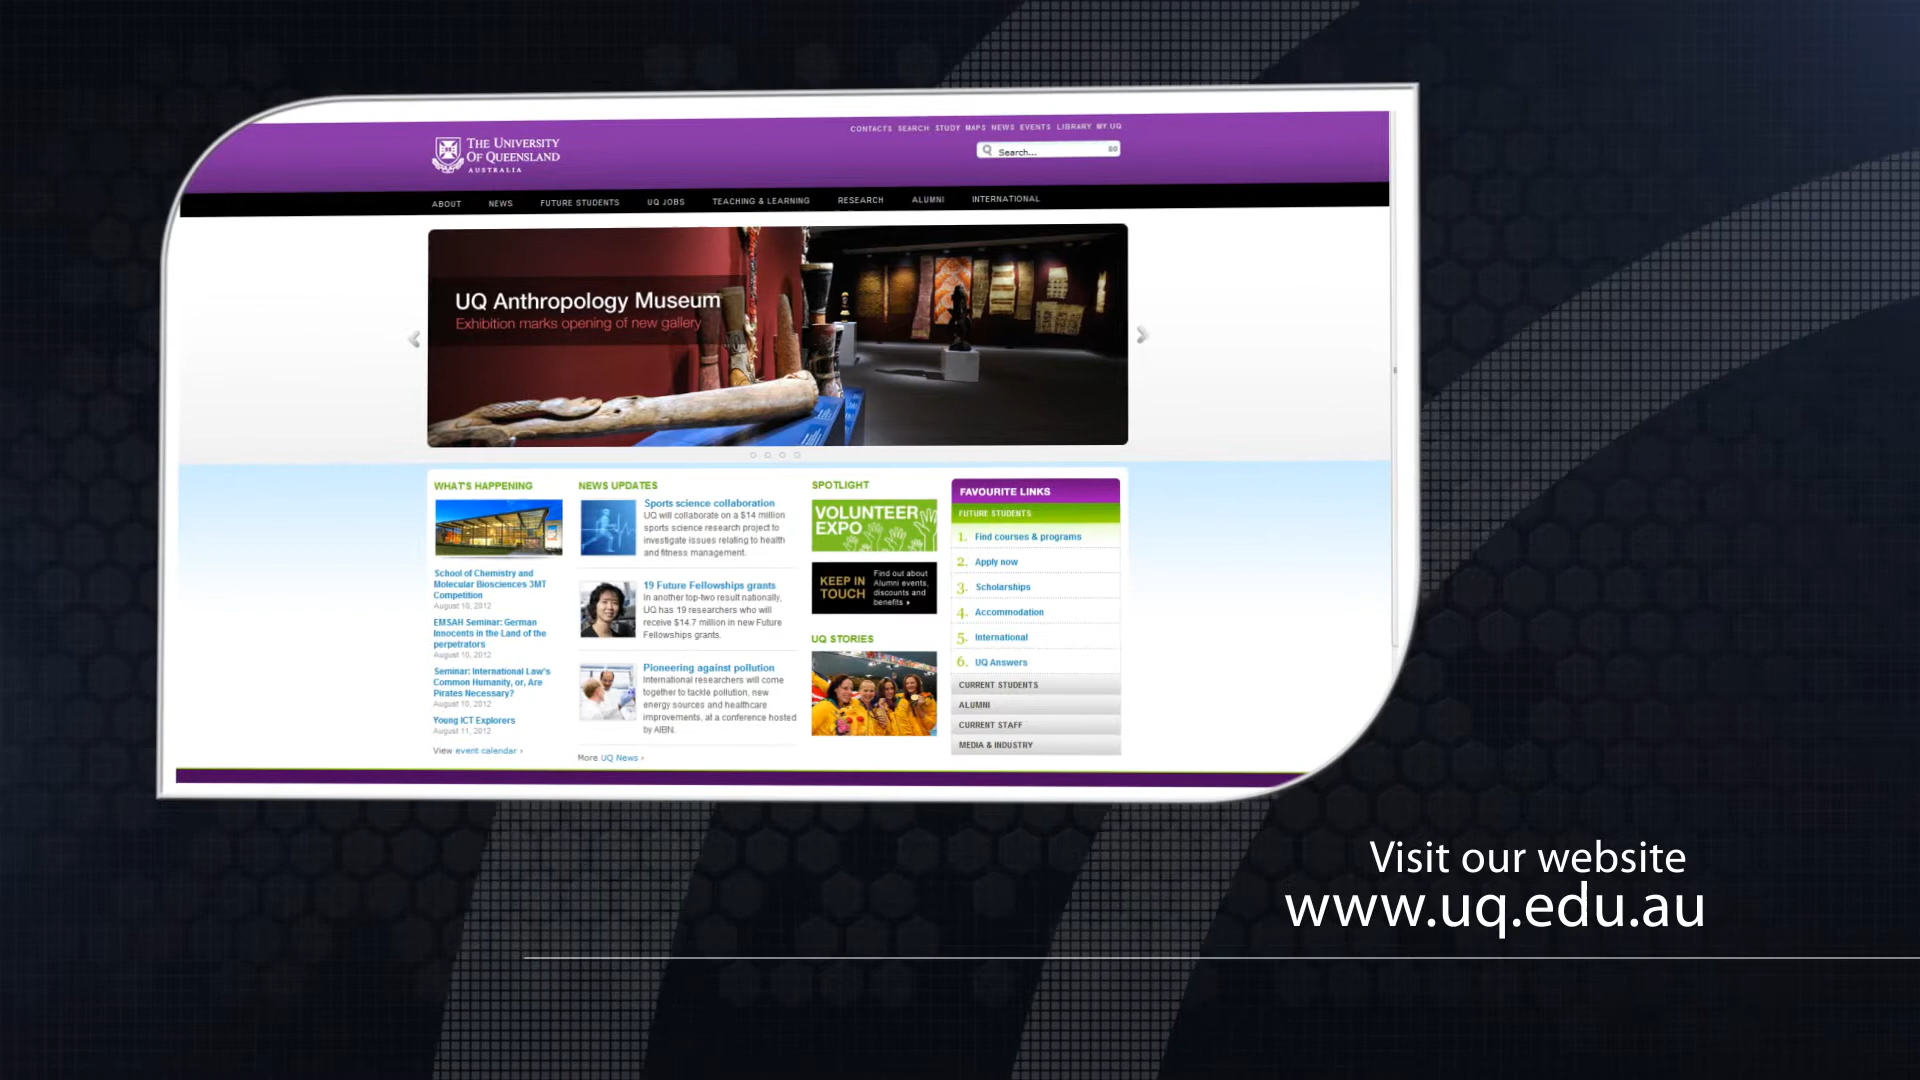 THE UNIVERSITY
OF QUEENSLAND
AUSTRALIA
CONTACTS SEARCH STUDY MAPS NEWS EVENTS LIBRARY MY.UQ
Search...
GO
ABOUT NEWS FUTURE STUDENTS UQ JOBS TEACHING & LEARNING RESEARCH ALUMNI INTERNATIONAL
UQ Anthropology Museum
Exhibition marks opening of new gallery
WHAT'S HAPPENING
School of Chemistry and
Molecular Biosciences 3MT
Competition
August 10, 2012
EMSAH Seminar: German
Innocents in the Land of the
perpetrators
August 10, 2012
Seminar: International Law's
Common Humanity, or, Are
Pirates Necessary?
August 10, 2012
Young ICT Explorers
August 11, 2012
View event calendar ›
NEWS UPDATES
Sports science collaboration
UQ will collaborate on a $14 million
sports science research project to
investigate issues relating to health
and fitness management.
19 Future Fellowships grants
In another top-two result nationally,
UQ has 19 researchers who will
receive $14.7 million in new Future
Fellowships grants.
Pioneering against pollution
International researchers will come
together to tackle pollution, new
energy sources and healthcare
improvements, at a conference hosted
by AIBN.
More UQ News ›
SPOTLIGHT
VOLUNTEER
EXPO
KEEP IN
TOUCH
Find out about
Alumni events,
discounts and
benefits ›
UQ STORIES
FAVOURITE LINKS
FUTURE STUDENTS
1. Find courses & programs
2. Apply now
3. Scholarships
4. Accommodation
5. International
6. UQ Answers
CURRENT STUDENTS
ALUMNI
CURRENT STAFF
MEDIA & INDUSTRY
Visit our website
www.uq.edu.au